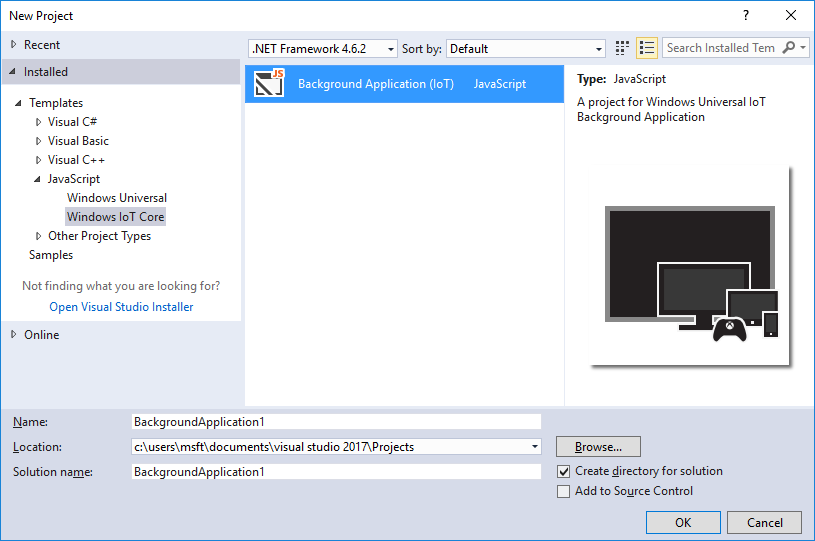 New Project
?
Recent
.NET Framework 4.6.2
Sort by:
Default
Search Installed Tem
Installed
Templates
Visual C#
Visual Basic
Visual C++
JavaScript
Windows Universal
Windows IoT Core
Other Project Types
Samples
Not finding what you are looking for?
Open Visual Studio Installer
Online
JS
Background Application (IoT) JavaScript
Type: JavaScript
A project for Windows Universal IoT
Background Application
Name: BackgroundApplication1
Location: c:\users\msft\documents\visual studio 2017\Projects
Browse...
Solution name: BackgroundApplication1
Create directory for solution
Add to Source Control
OK
Cancel